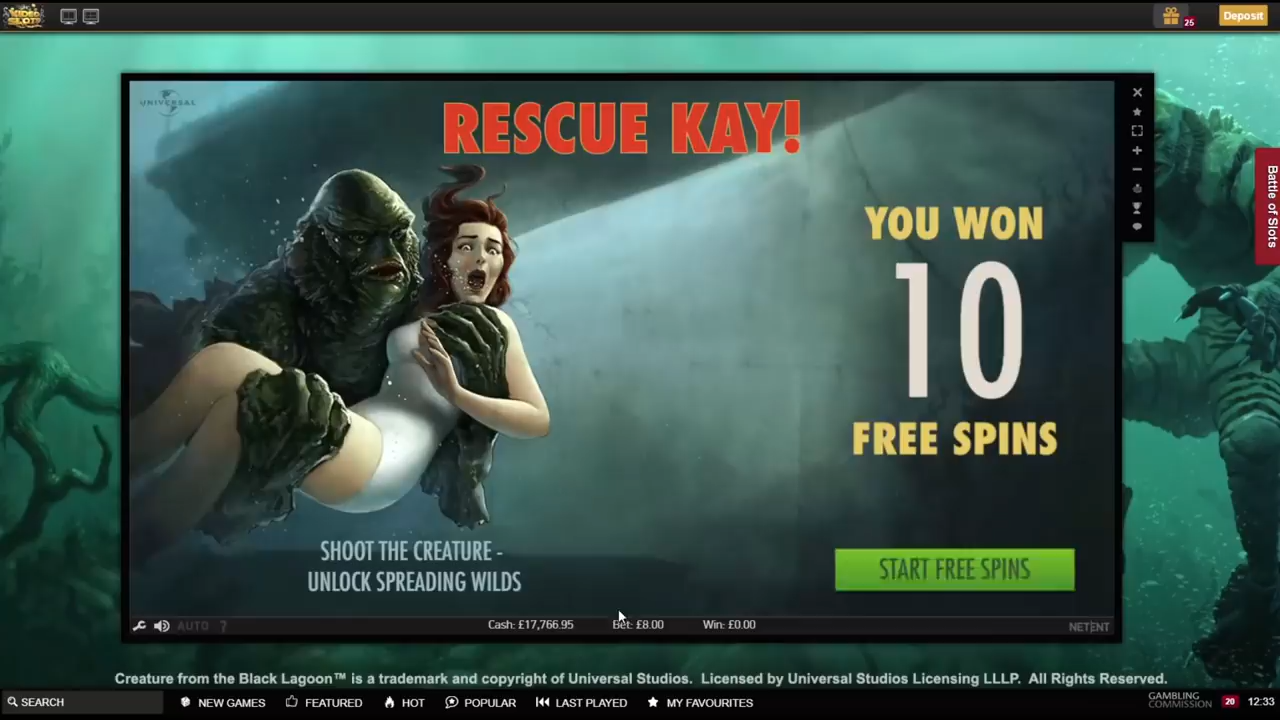 VIDEO
SLOTS
25
Deposit
UNIVERSAL
RESCUE KAY!
Battle of Slots
YOU WON
10
FREE SPINS
SHOOT THE CREATURE -
UNLOCK SPREADING WILDS
START FREE SPINS
AUTO ?
Cash: £17,766.95 Bet: £8.00 Win: £0.00
NETENT
Creature from the Black Lagoon™ is a trademark and copyright of Universal Studios. Licensed by Universal Studios Licensing LLLP. All Rights Reserved.
SEARCH NEW GAMES FEATURED HOT POPULAR LAST PLAYED MY FAVOURITES
GAMBLING
COMMISSION
20 12:33